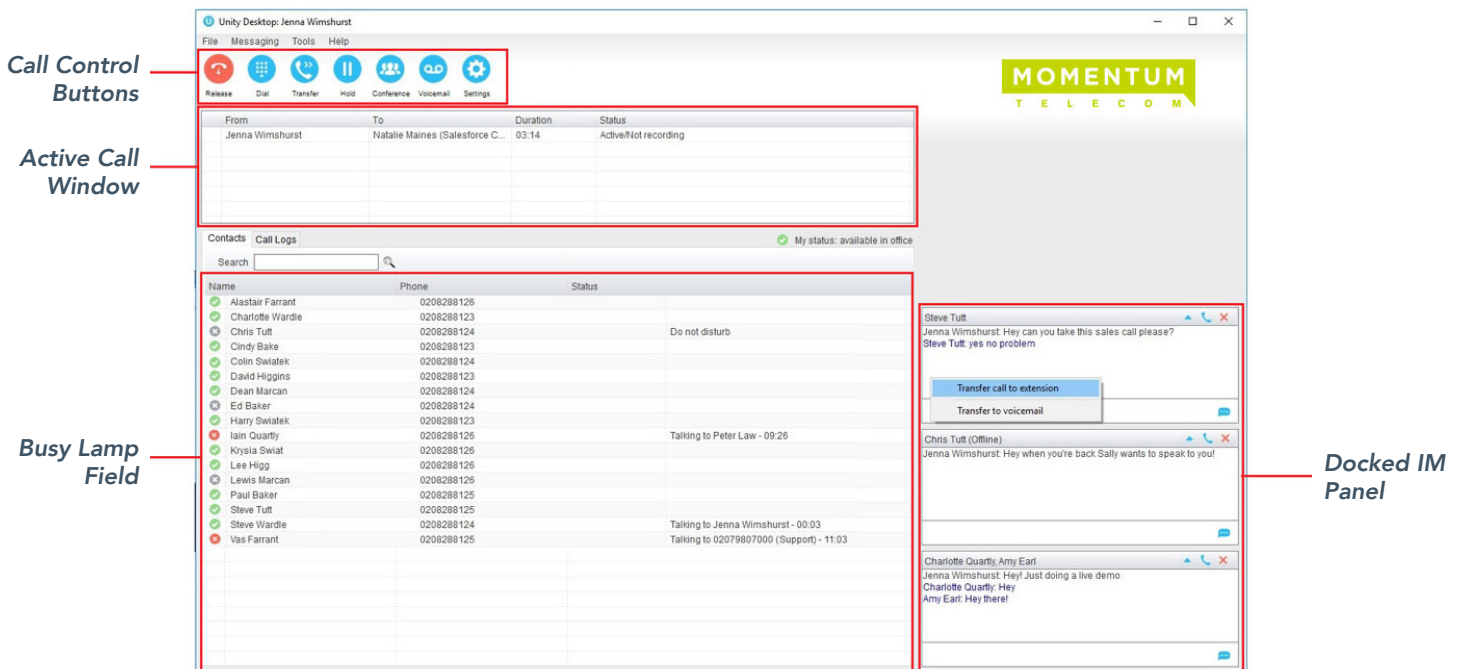 Unity Desktop: Jenna Wimshurst
File Messaging Tools Help
Call Control
Buttons
Release Dial Transfer Hold Conference Voicemail Settings
MOMENTUM
TELECOM
Active Call
Window
From To Duration Status
Jenna Wimshurst Natalie Maines (Salesforce C... 03:14 Active/Not recording
Contacts Call Logs My status: available in office
Search
Busy Lamp
Field
Name Phone Status
Alastair Farrant 0208288126
Charlotte Wardle 0208288123
Chris Tutt 0208288124 Do not disturb
Cindy Bake 0208288123
Colin Swiatek 0208288124
David Higgins 0208288123
Dean Marcan 0208288124
Ed Baker 0208288124
Harry Swiatek 0208288123
Iain Quartly 0208288126 Talking to Peter Law - 09:26
Krysia Swiat 0208288126
Lee Higg 0208288126
Lewis Marcan 0208288126
Paul Baker 0208288125
Steve Tutt 0208288125
Steve Wardle 0208288124 Talking to Jenna Wimshurst - 00:03
Vas Farrant 0208288125 Talking to 02079807000 (Support) - 11:03
Steve Tutt
Jenna Wimshurst: Hey can you take this sales call please?
Steve Tutt: yes no problem
Transfer call to extension
Transfer to voicemail
Chris Tutt (Offline)
Jenna Wimshurst: Hey when you're back Sally wants to speak to you!
Charlotte Quartly, Amy Earl
Jenna Wimshurst: Hey! Just doing a live demo
Charlotte Quartly: Hey
Amy Earl: Hey there!
Docked IM
Panel